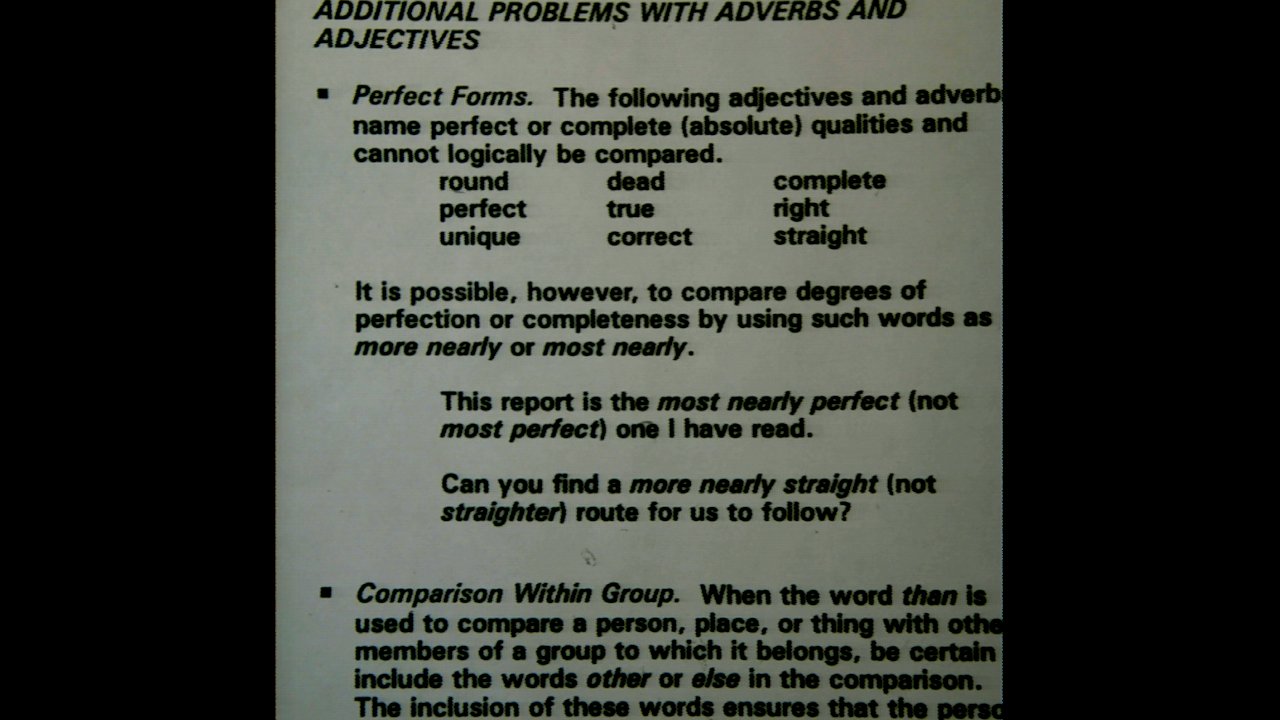 ADDITIONAL PROBLEMS WITH ADVERBS AND
ADJECTIVES
▪ Perfect Forms. The following adjectives and adverb
name perfect or complete (absolute) qualities and
cannot logically be compared.
round dead complete
perfect true right
unique correct straight
It is possible, however, to compare degrees of
perfection or completeness by using such words as
more nearly or most nearly.
This report is the most nearly perfect (not
most perfect) one I have read.
Can you find a more nearly straight (not
straighter) route for us to follow?
▪ Comparison Within Group. When the word than is
used to compare a person, place, or thing with othe
members of a group to which it belongs, be certain
include the words other or else in the comparison.
The inclusion of these words ensures that the perso